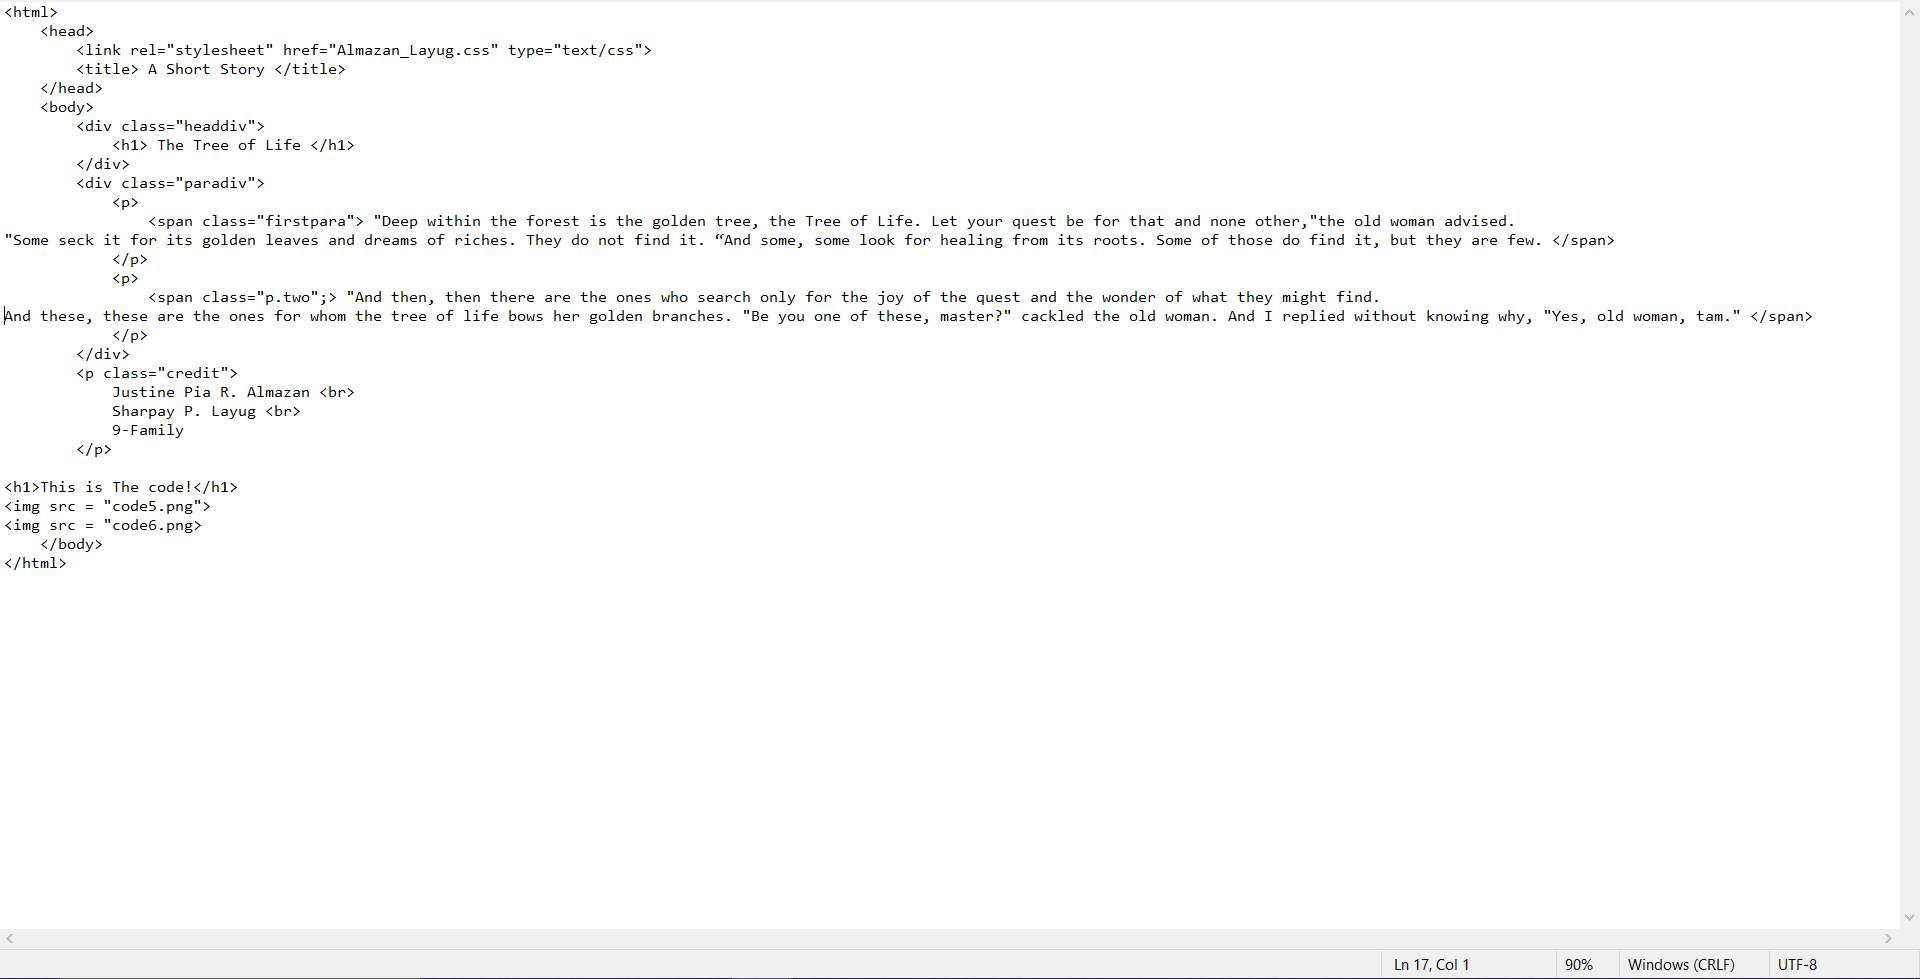 <html>
<head>
<link rel="stylesheet" href="Almazan_Layug.css" type="text/css">
<title> A Short Story </title>
</head>
<body>
<div class="headdiv">
<h1> The Tree of Life </h1>
</div>
<div class="paradiv">
<p>
<span class="firstpara"> "Deep within the forest is the golden tree, the Tree of Life. Let your quest be for that and none other,"the old woman advised.
"Some seck it for its golden leaves and dreams of riches. They do not find it. “And some, some look for healing from its roots. Some of those do find it, but they are few. </span>
</p>
<p>
<span class="p.two";> "And then, then there are the ones who search only for the joy of the quest and the wonder of what they might find.
And these, these are the ones for whom the tree of life bows her golden branches. "Be you one of these, master?" cackled the old woman. And I replied without knowing why, "Yes, old woman, tam." </span>
</p>
</div>
<p class="credit">
Justine Pia R. Almazan <br>
Sharpay P. Layug <br>
9-Family
</p>
<h1>This is The code!</h1>
<img src = "code5.png">
<img src = "code6.png>
</body>
</html>
Ln 17, Col 1 90% Windows (CRLF) UTF-8